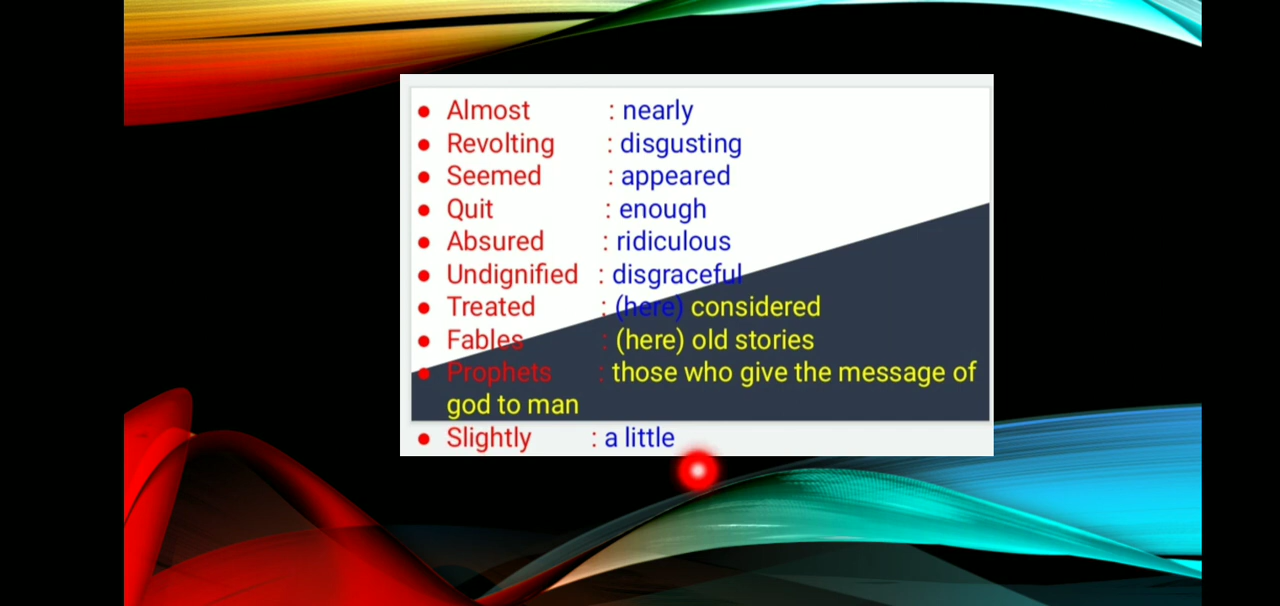 • Almost : nearly
• Revolting : disgusting
• Seemed : appeared
• Quit : enough
• Absured : ridiculous
• Undignified : disgraceful
• Treated : (here) considered
• Fables : (here) old stories
• Prophets : those who give the message of
god to man
• Slightly : a little